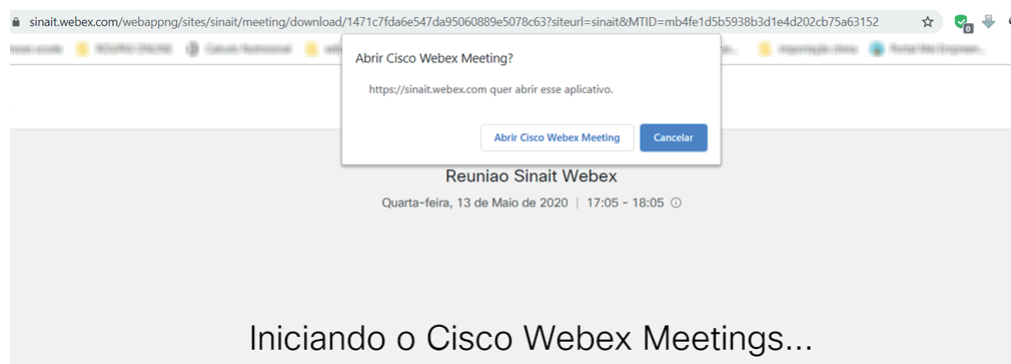 sinait.webex.com/webappng/sites/sinait/meeting/download/1471c7fda6e547da95060889e5078c63?siteurl=sinait&MTID=mb4fe1d5b5938b3d1e4d202cb75a63152
0
Abrir Cisco Webex Meeting?
https://sinait.webex.com quer abrir esse aplicativo.
Abrir Cisco Webex Meeting Cancelar
Reuniao Sinait Webex
Quarta-feira, 13 de Maio de 2020 | 17:05 - 18:05
Iniciando o Cisco Webex Meetings...